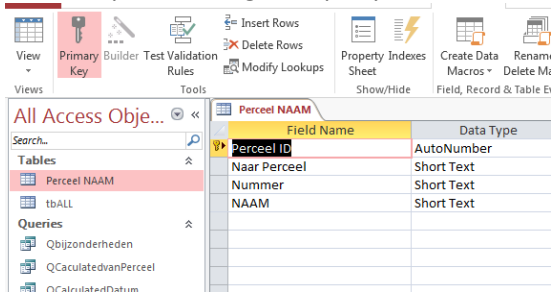 Insert Rows
Delete Rows
Modify Lookups
View
Primary Key
Builder
Test Validation Rules
Property Sheet
Indexes
Create Data Macros
Views
Tools
Show/Hide
Field, Record
All Access Obje...
Search...
Tables
Perceel NAAM
tbALL
Queries
Qbijzonderheden
QCaculatedvanPerceel
QCalculatedDatum
Perceel NAAM
Field Name Data Type
Perceel ID AutoNumber
Naar Perceel Short Text
Nummer Short Text
NAAM Short Text